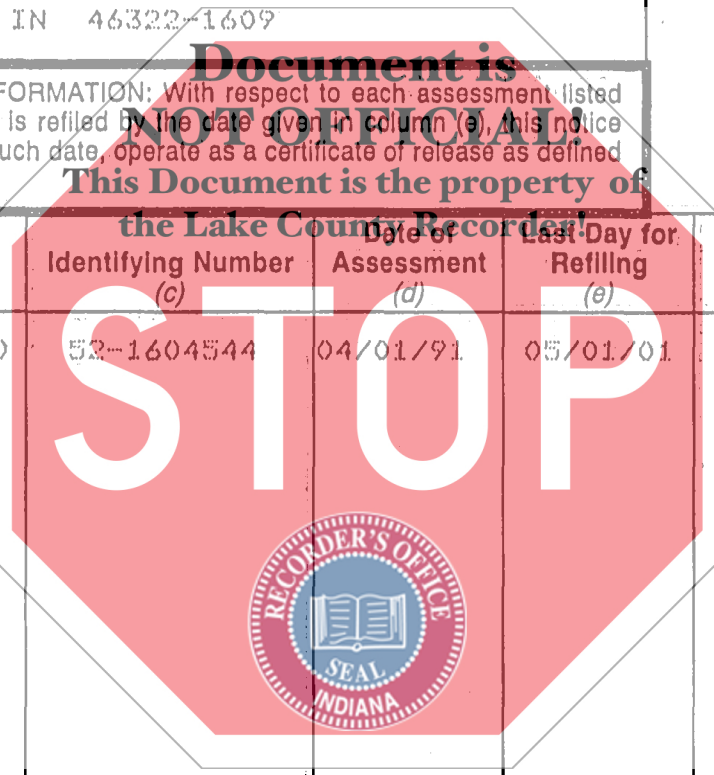 IN 46322-1609
Document is
FORMATION: With respect to each assessment listed
NOT OFFICIAL!
is refiled by the date given in column (e), this notice
such date, operate as a certificate of release as defined
This Document is the property of
the Lake County Recorder!
Identifying Number
(c)
Date of
Assessment
(d)
Last Day for
Refiling
(e)
52-1604544 04/01/91 05/01/01
STOP
RECORDER'S OFFICE
SEAL
INDIANA